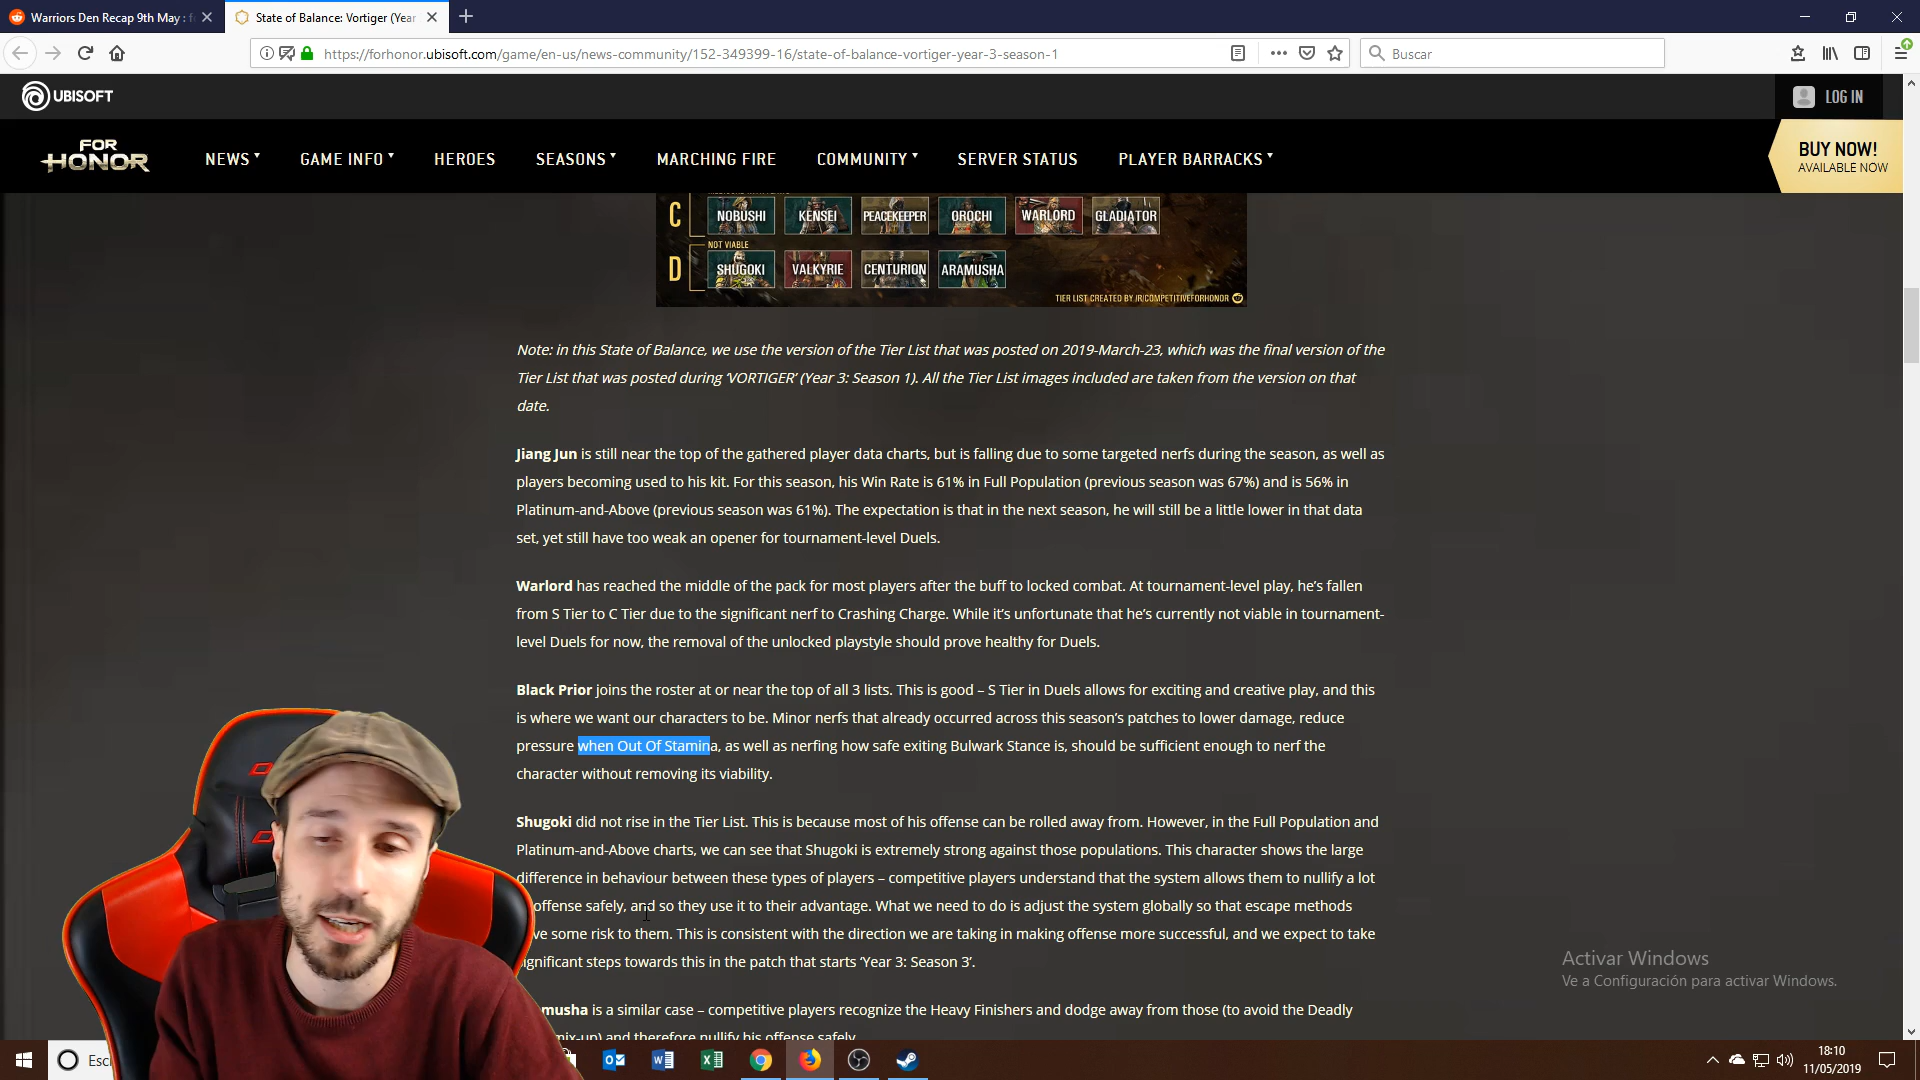 Warriors Den Recap 9th May : f
State of Balance: Vortiger (Year
https://forhonor.ubisoft.com/game/en-us/news-community/152-349399-16/state-of-balance-vortiger-year-3-season-1
Buscar
UBISOFT
LOG IN
FOR HONOR
NEWS
GAME INFO
HEROES
SEASONS
MARCHING FIRE
COMMUNITY
SERVER STATUS
PLAYER BARRACKS
BUY NOW!
AVAILABLE NOW
C
NOBUSHI
KENSEI
PEACEKEEPER
OROCHI
WARLORD
GLADIATOR
NOT VIABLE
D
SHUGOKI
VALKYRIE
CENTURION
ARAMUSHA
TIER LIST CREATED BY /R/COMPETITIVEFORHONOR
Note: in this State of Balance, we use the version of the Tier List that was posted on 2019-March-23, which was the final version of the
Tier List that was posted during ‘VORTIGER’ (Year 3: Season 1). All the Tier List images included are taken from the version on that
date.
Jiang Jun is still near the top of the gathered player data charts, but is falling due to some targeted nerfs during the season, as well as
players becoming used to his kit. For this season, his Win Rate is 61% in Full Population (previous season was 67%) and is 56% in
Platinum-and-Above (previous season was 61%). The expectation is that in the next season, he will still be a little lower in that data
set, yet still have too weak an opener for tournament-level Duels.
Warlord has reached the middle of the pack for most players after the buff to locked combat. At tournament-level play, he’s fallen
from S Tier to C Tier due to the significant nerf to Crashing Charge. While it’s unfortunate that he’s currently not viable in tournament-
level Duels for now, the removal of the unlocked playstyle should prove healthy for Duels.
Black Prior joins the roster at or near the top of all 3 lists. This is good – S Tier in Duels allows for exciting and creative play, and this
is where we want our characters to be. Minor nerfs that already occurred across this season’s patches to lower damage, reduce
pressure when Out Of Stamina, as well as nerfing how safe exiting Bulwark Stance is, should be sufficient enough to nerf the
character without removing its viability.
Shugoki did not rise in the Tier List. This is because most of his offense can be rolled away from. However, in the Full Population and
Platinum-and-Above charts, we can see that Shugoki is extremely strong against those populations. This character shows the large
difference in behaviour between these types of players – competitive players understand that the system allows them to nullify a lot
offense safely, and so they use it to their advantage. What we need to do is adjust the system globally so that escape methods
ve some risk to them. This is consistent with the direction we are taking in making offense more successful, and we expect to take
gnificant steps towards this in the patch that starts ‘Year 3: Season 3’.
musha is a similar case – competitive players recognize the Heavy Finishers and dodge away from those (to avoid the Deadly
mix-up) and therefore nullify his offense safely.
Activar Windows
Ve a Configuración para activar Windows.
Escr
18:10
11/05/2019